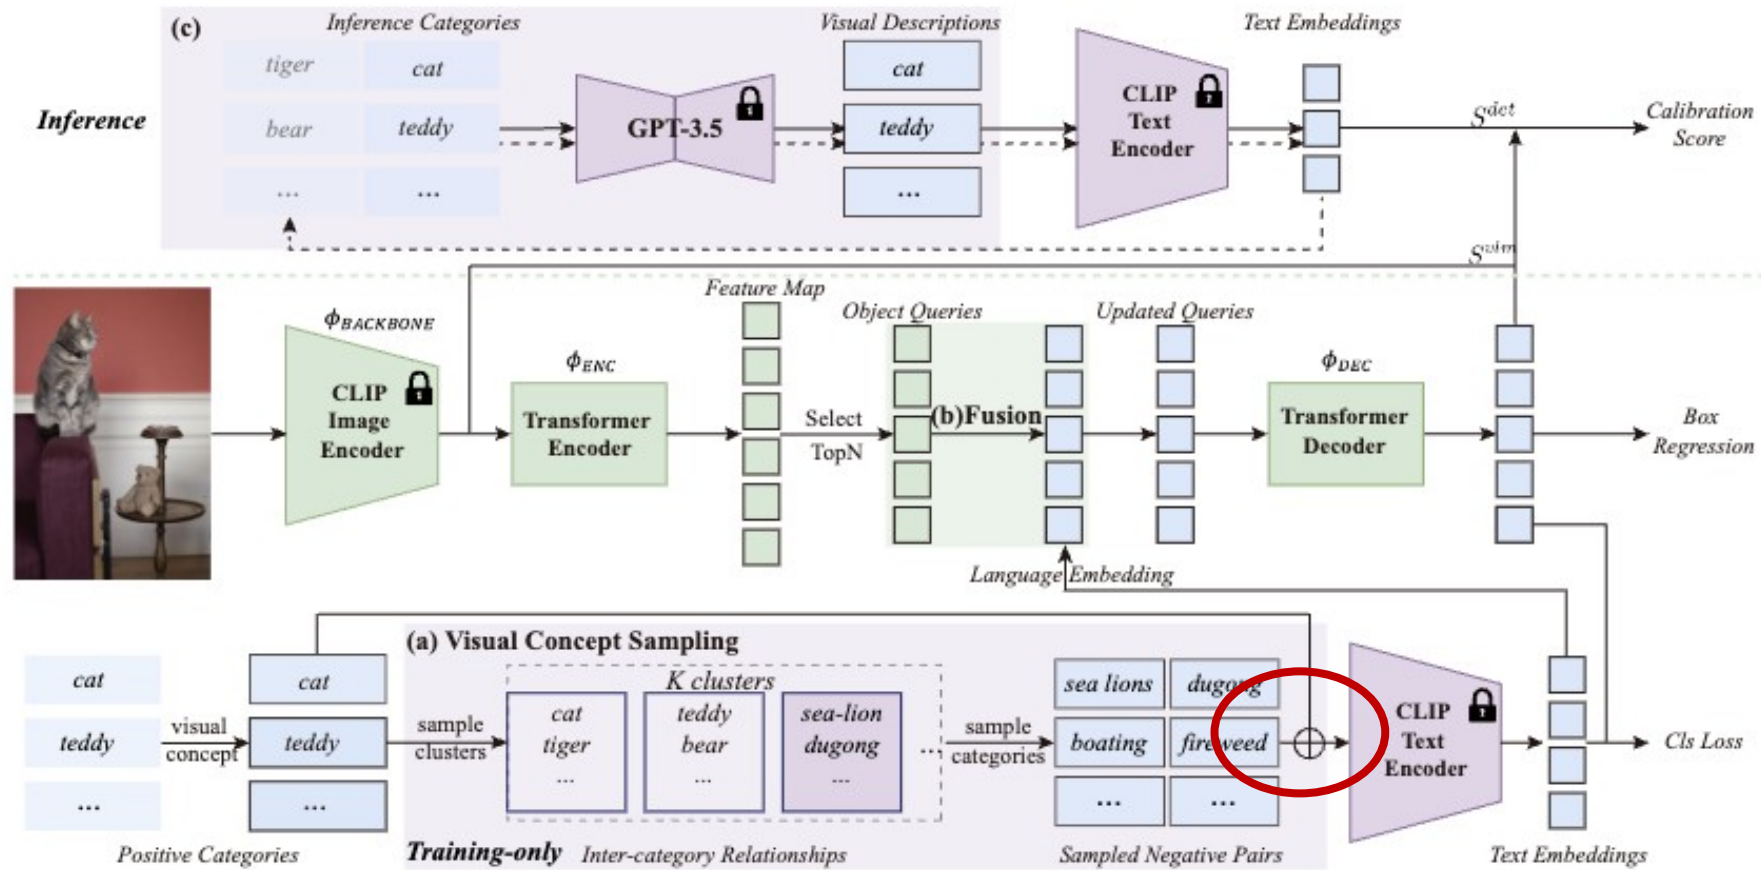 (c)
Inference Categories
Visual Descriptions
Text Embeddings
tiger
cat
cat
bear
teddy
teddy
...
...
...
GPT-3.5
CLIP
Text
Encoder
Inference
S^det
Calibration
Score
S^vlm
Feature Map
Object Queries
Updated Queries
ϕBACKBONE
ϕENC
ϕDEC
CLIP
Image
Encoder
Transformer
Encoder
Select
TopN
(b)Fusion
Transformer
Decoder
Box
Regression
Language Embedding
(a) Visual Concept Sampling
cat
teddy
...
visual
concept
cat
teddy
...
sample
clusters
K clusters
cat
tiger
...
teddy
bear
...
sea-lion
dugong
...
...
sample
categories
sea lions
dugong
boating
fireweed
...
...
CLIP
Text
Encoder
Cls Loss
Positive Categories
Training-only
Inter-category Relationships
Sampled Negative Pairs
Text Embeddings